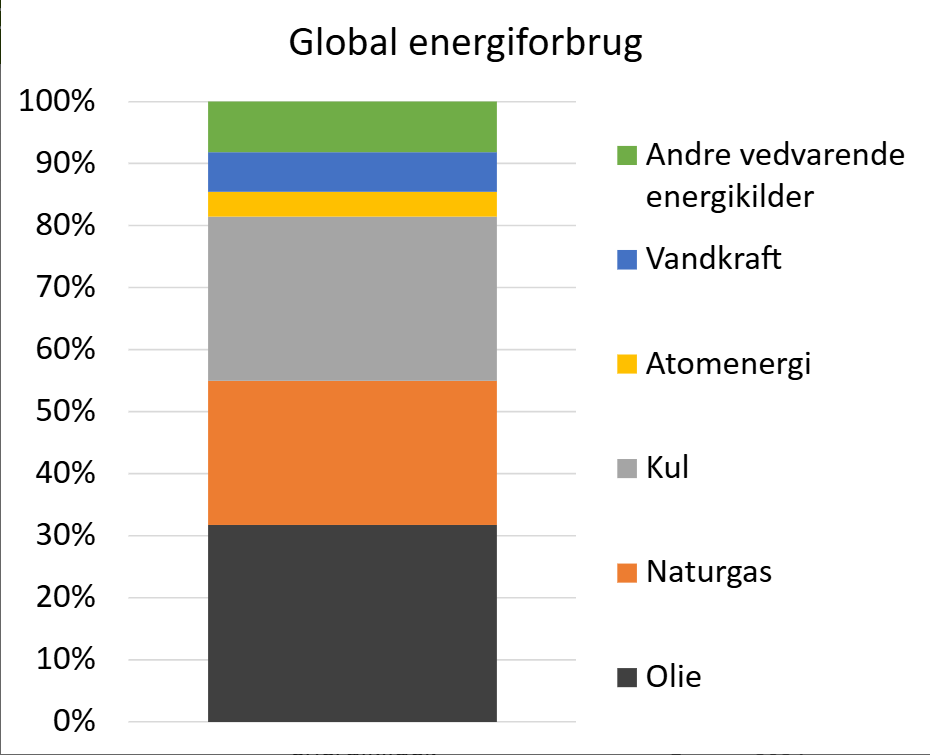 Global energiforbrug
100%
90%
80%
70%
60%
50%
40%
30%
20%
10%
0%
Andre vedvarende
energikilder
Vandkraft
Atomenergi
Kul
Naturgas
Olie